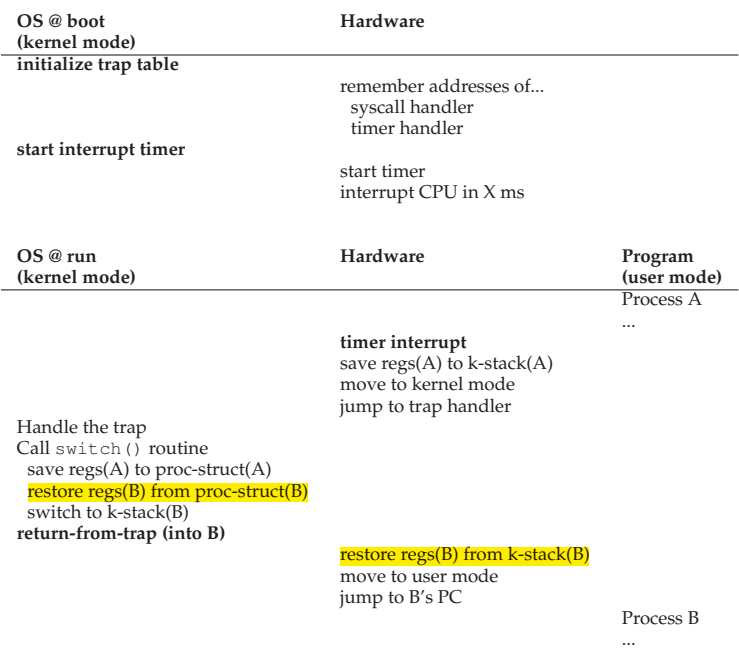 OS @ boot Hardware
(kernel mode)
initialize trap table
remember addresses of...
syscall handler
timer handler
start interrupt timer
start timer
interrupt CPU in X ms
OS @ run Hardware Program
(kernel mode) (user mode)
Process A
...
timer interrupt
save regs(A) to k-stack(A)
move to kernel mode
jump to trap handler
Handle the trap
Call switch() routine
save regs(A) to proc-struct(A)
restore regs(B) from proc-struct(B)
switch to k-stack(B)
return-from-trap (into B)
restore regs(B) from k-stack(B)
move to user mode
jump to B's PC
Process B
...